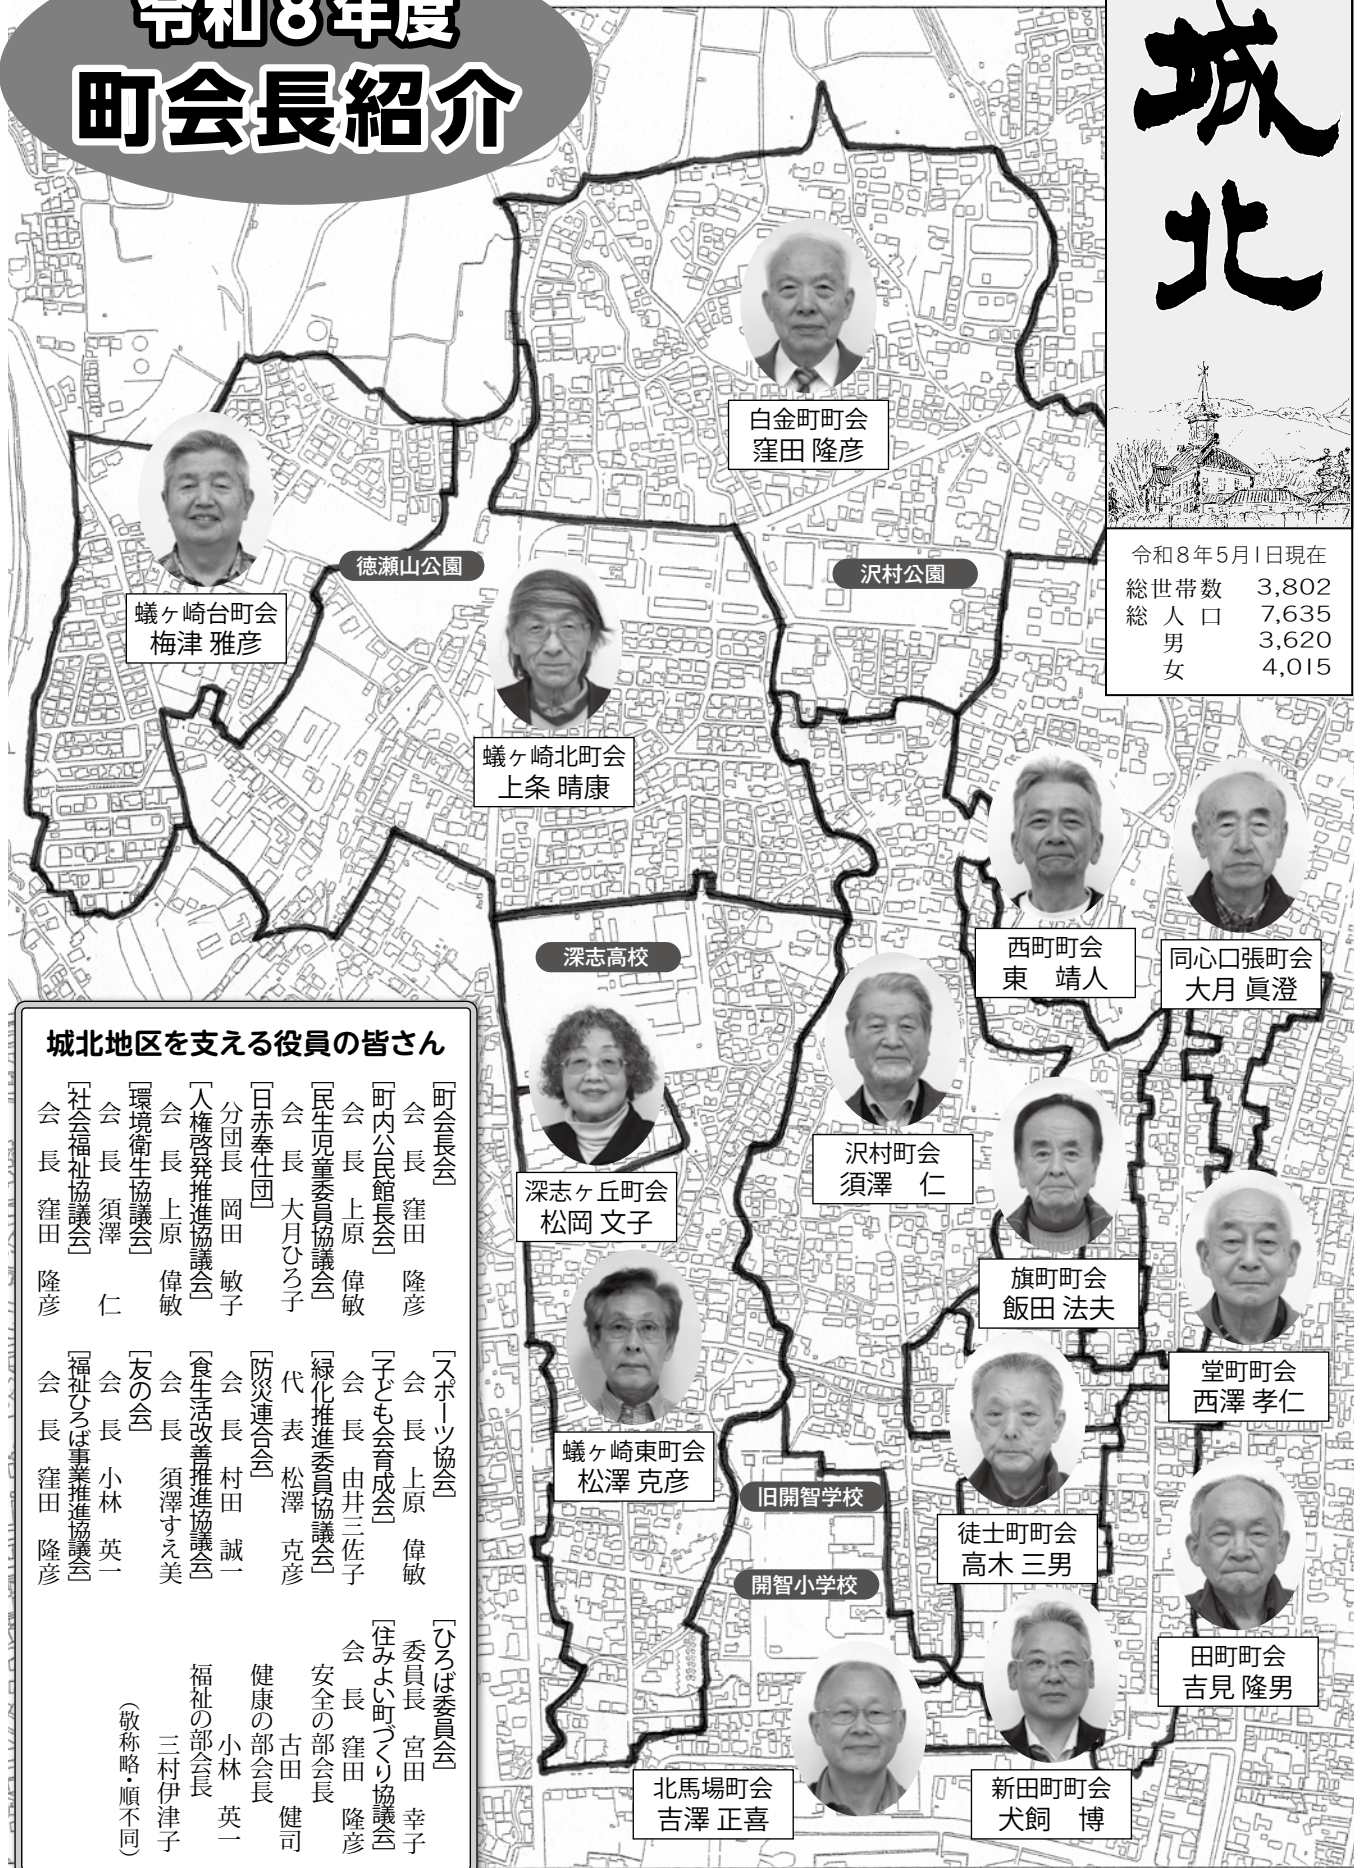 令和８年度
町会長紹介
城北
令和８年５月１日現在
総世帯数 3,802
総人口 7,635
男 3,620
女 4,015
白金町町会
窪田 隆彦
蟻ヶ崎台町会
梅津 雅彦
徳瀬山公園
沢村公園
蟻ヶ崎北町会
上条 晴康
西町町会
東　靖人
同心口張町会
大月 眞澄
深志高校
沢村町会
須澤　仁
深志ヶ丘町会
松岡 文子
旗町町会
飯田 法夫
堂町町会
西澤 孝仁
蟻ヶ崎東町会
松澤 克彦
旧開智学校
徒士町町会
高木 三男
開智小学校
田町町会
吉見 隆男
北馬場町会
吉澤 正喜
新田町町会
犬飼　博
城北地区を支える役員の皆さん
［町会長会］
会　長　窪田　隆彦
［町内公民館長会］
会　長　上原　偉敏
［民生児童委員協議会］
会　長　大月ひろ子
［日赤奉仕団］
分団長　岡田　敏子
［人権啓発推進協議会］
会　長　上原　偉敏
［環境衛生協議会］
会　長　須澤　仁
［社会福祉協議会］
会　長　窪田　隆彦
［スポーツ協会］
会　長　上原　偉敏
［子ども会育成会］
会　長　由井三佐子
［緑化推進委員協議会］
代　表　松澤　克彦
［防災連合会］
会　長　村田　誠一
［食生活改善推進協議会］
会　長　須澤すえ美
［友の会］
会　長　小林　英一
［福祉ひろば事業推進協議会］
会　長　窪田　隆彦
［ひろば委員会］
委員長　宮田　幸子
［住みよい町づくり協議会］
会　長　窪田　隆彦
安全の部会長
古田　健司
健康の部会長
小林　英一
福祉の部会長
三村伊津子
（敬称略・順不同）